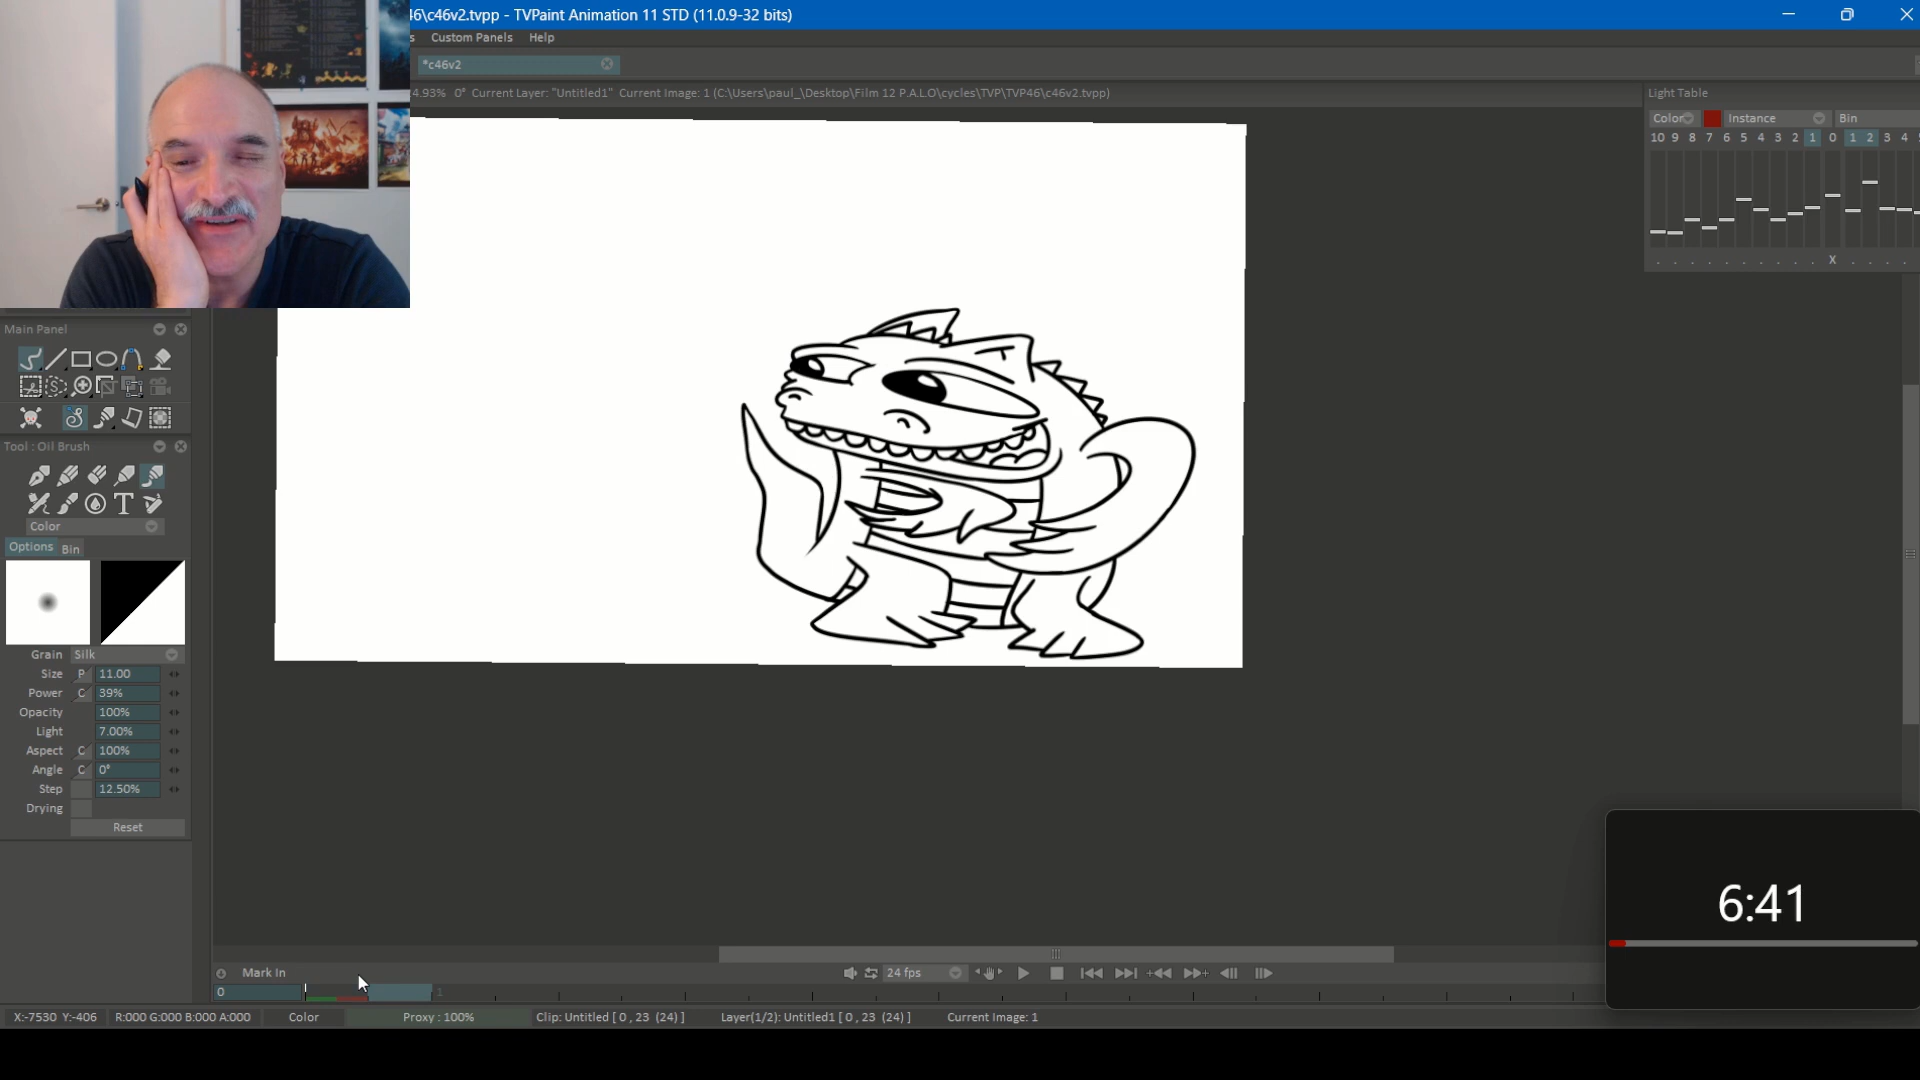 46\c46v2.tvpp - TVPaint Animation 11 STD (11.0.9-32 bits)
s Custom Panels Help
*c46v2
4.93% 0° Current Layer: "Untitled1" Current Image: 1 (C:\Users\paul_\Desktop\Film 12 P.A.L.O\cycles\TVP\TVP46\c46v2.tvpp)
Light Table
Color Instance Bin
10 9 8 7 6 5 4 3 2 1 0 1 2 3 4
X
Main Panel
Tool : Oil Brush
Color
Options Bin
Grain Silk
Size P 11.00
Power C 39%
Opacity 100%
Light 7.00%
Aspect C 100%
Angle C 0°
Step 12.50%
Drying
Reset
6:41
Mark In
24 fps
0
1
X:-7530 Y:-406 R:000 G:000 B:000 A:000 Color Proxy : 100% Clip: Untitled [ 0 , 23 (24) ] Layer(1/2): Untitled1 [ 0 , 23 (24) ] Current Image: 1